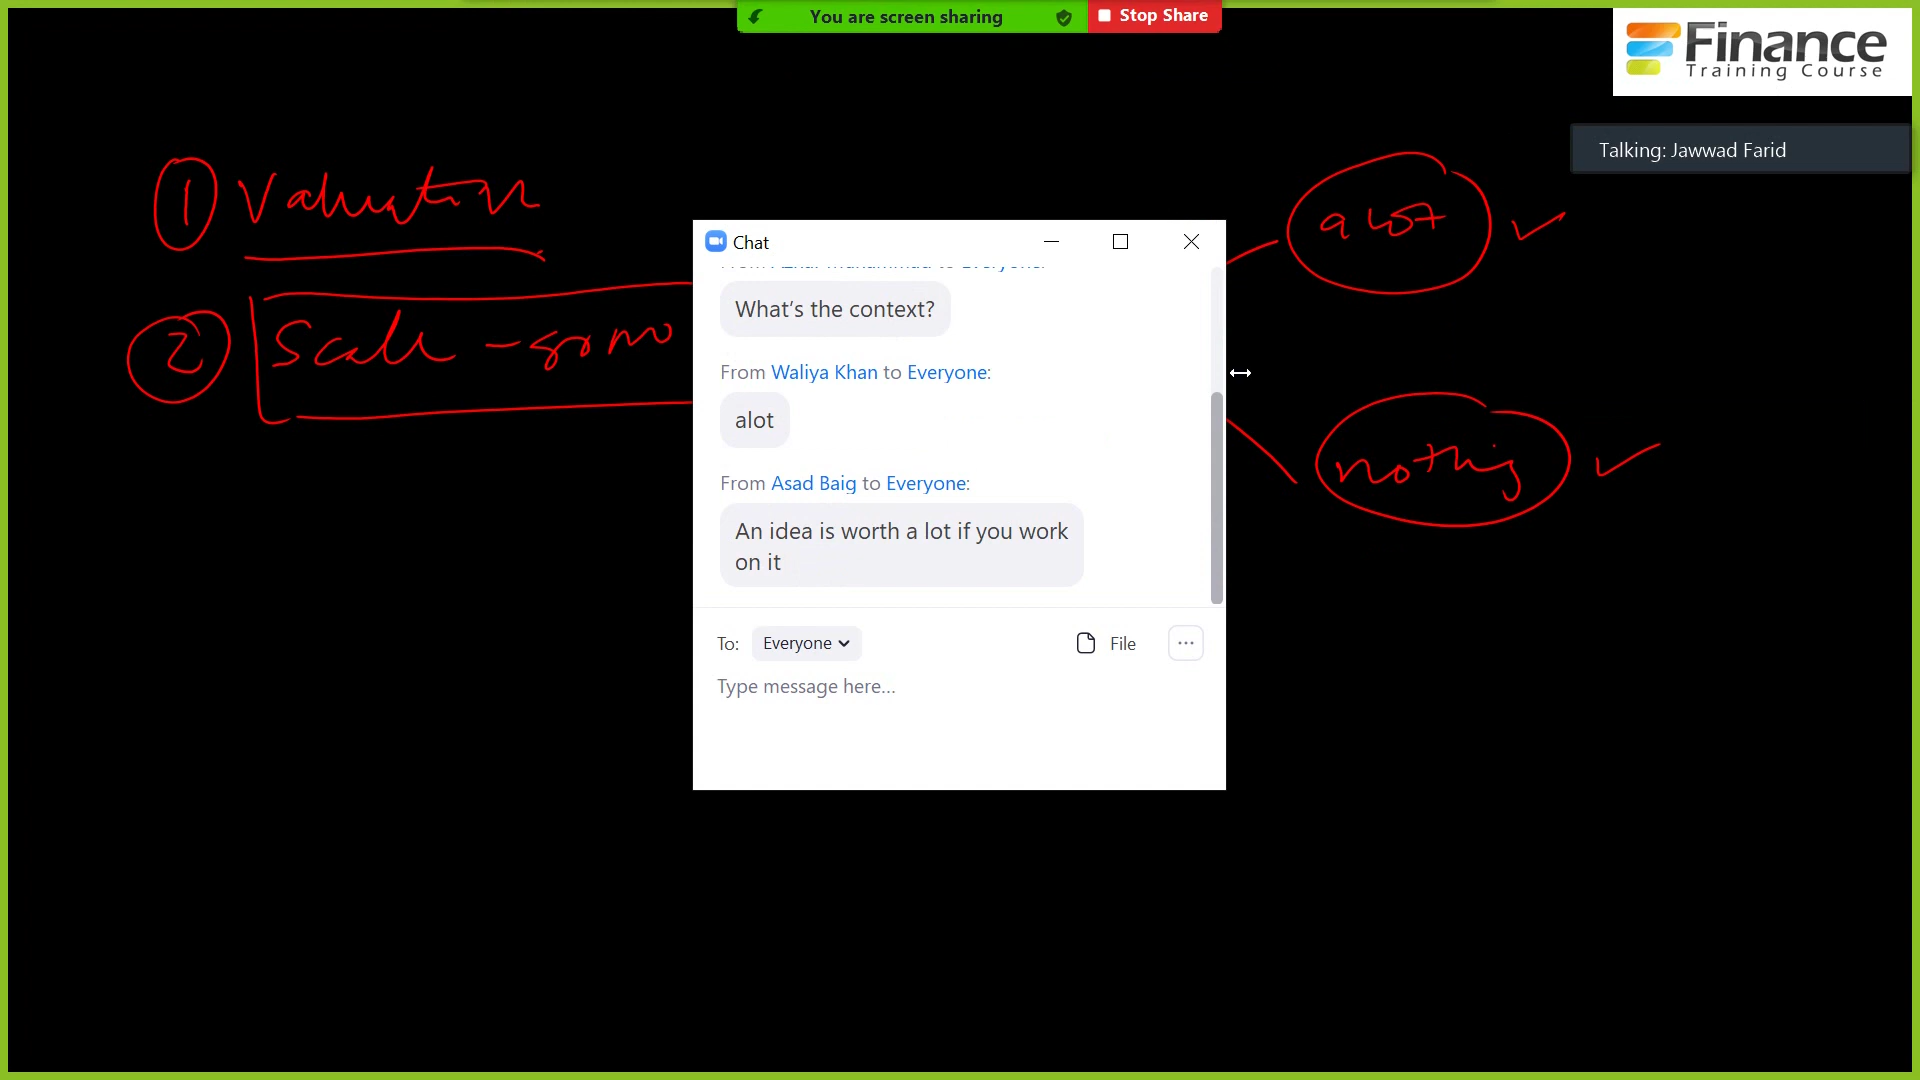 You are screen sharing
Stop Share
Finance
Training Course
Talking: Jawwad Farid
① Valuation
② Scale -
a lot ✓
nothing ✓
Chat
What’s the context?
From Waliya Khan to Everyone:
alot
From Asad Baig to Everyone:
An idea is worth a lot if you work
on it
To: Everyone
File
Type message here...